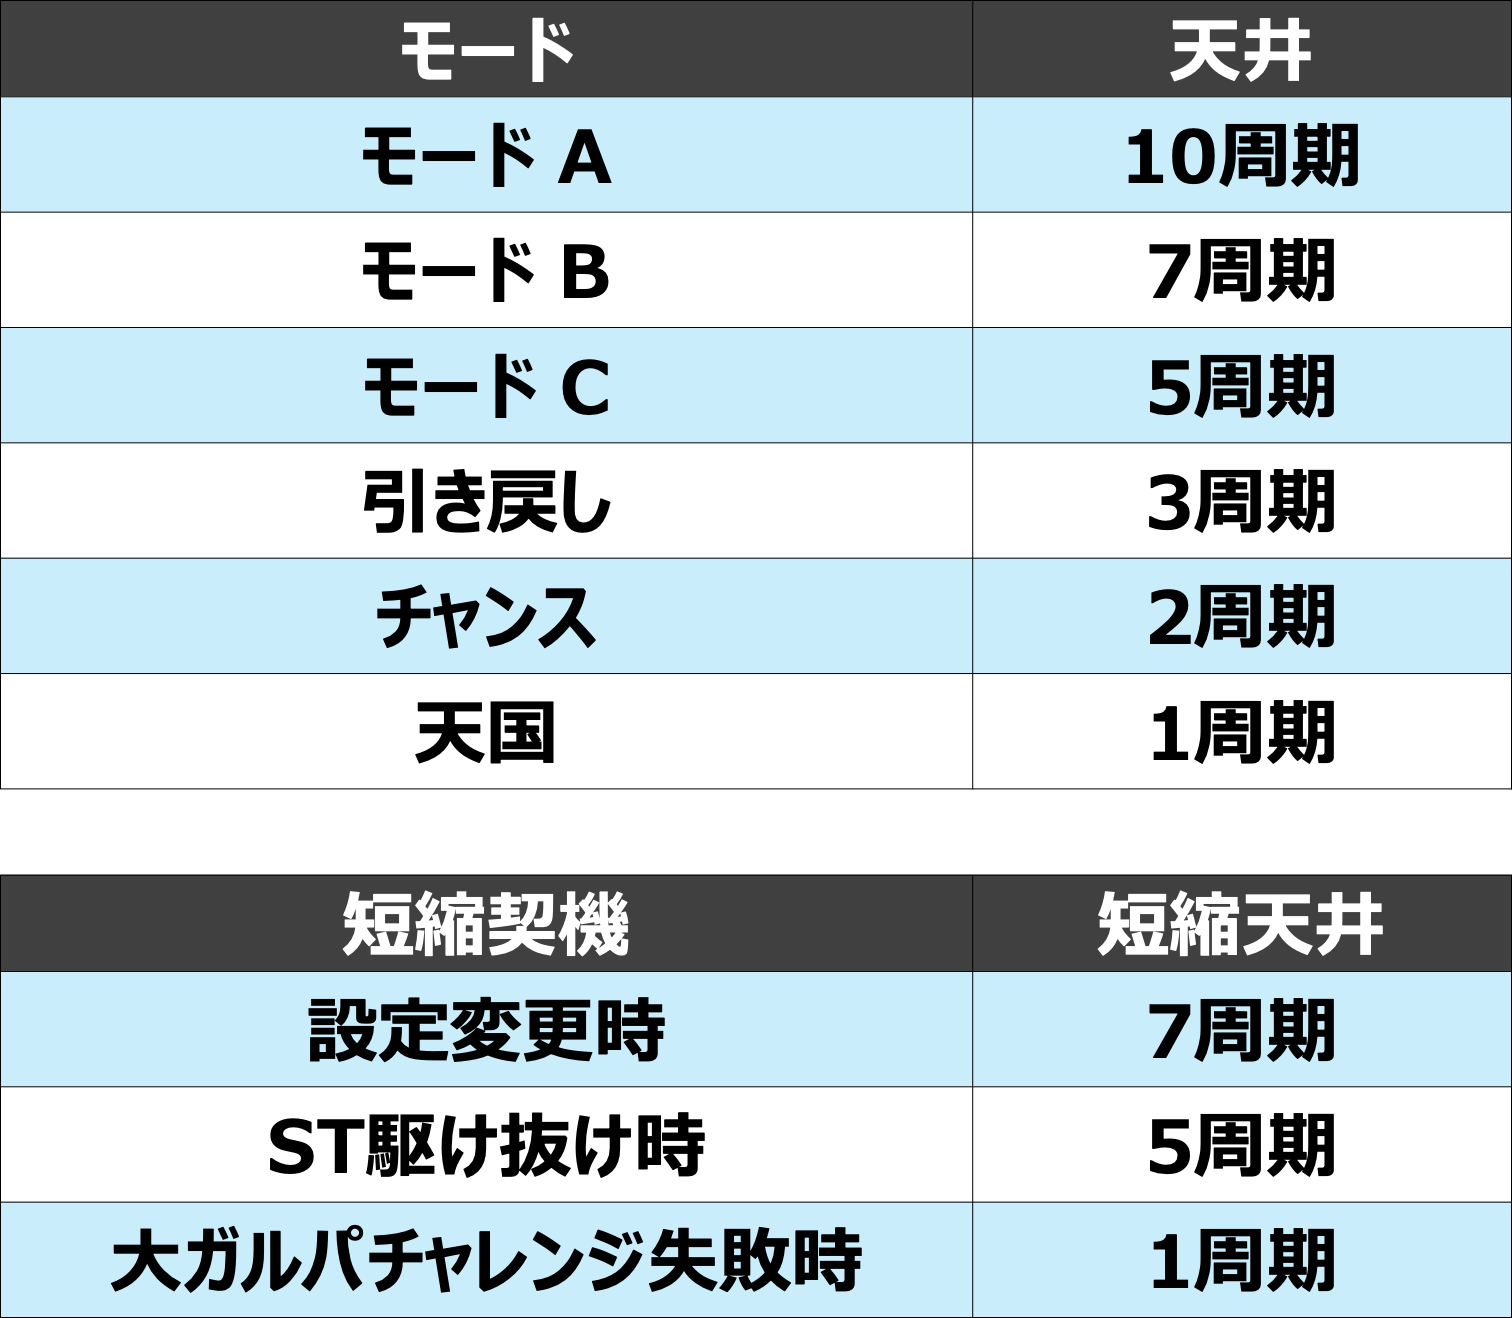 モード 天井
モード A 10周期
モード B 7周期
モード C 5周期
引き戻し 3周期
チャンス 2周期
天国 1周期
短縮契機 短縮天井
設定変更時 7周期
ST駆け抜け時 5周期
大ガルパチャレンジ失敗時 1周期